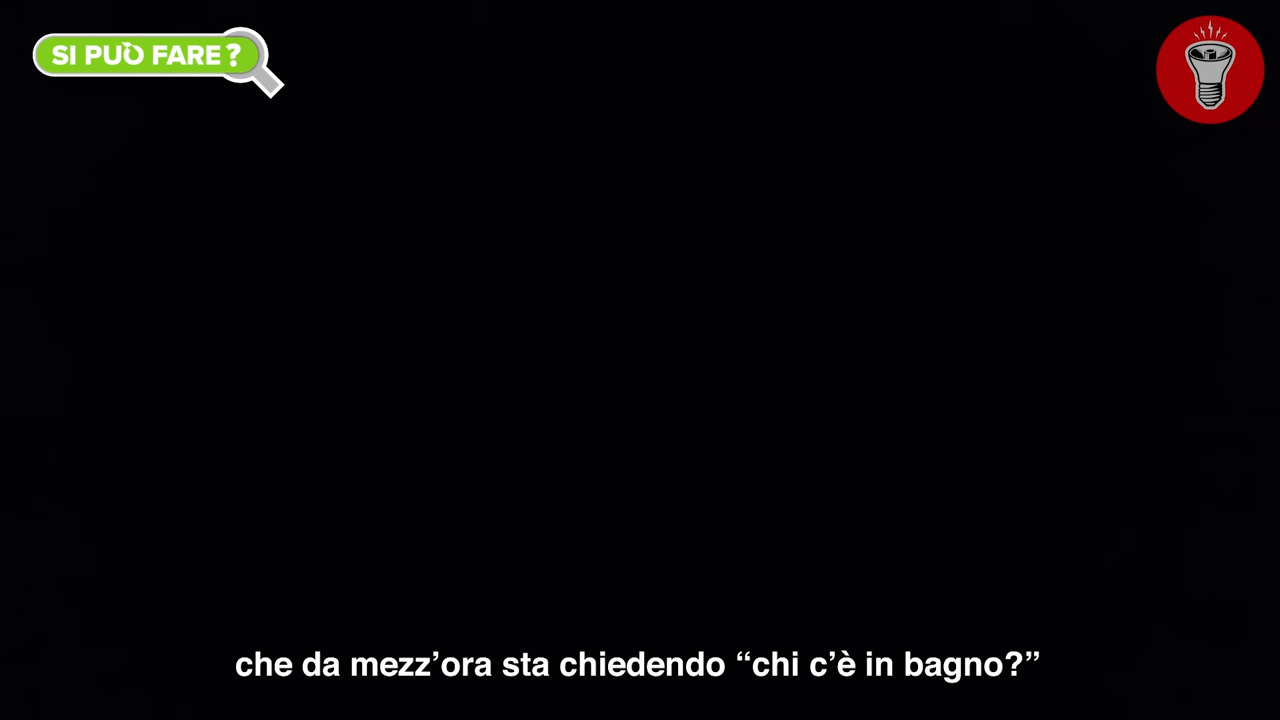 SI PUÒ FARE?
che da mezz’ora sta chiedendo “chi c’è in bagno?”